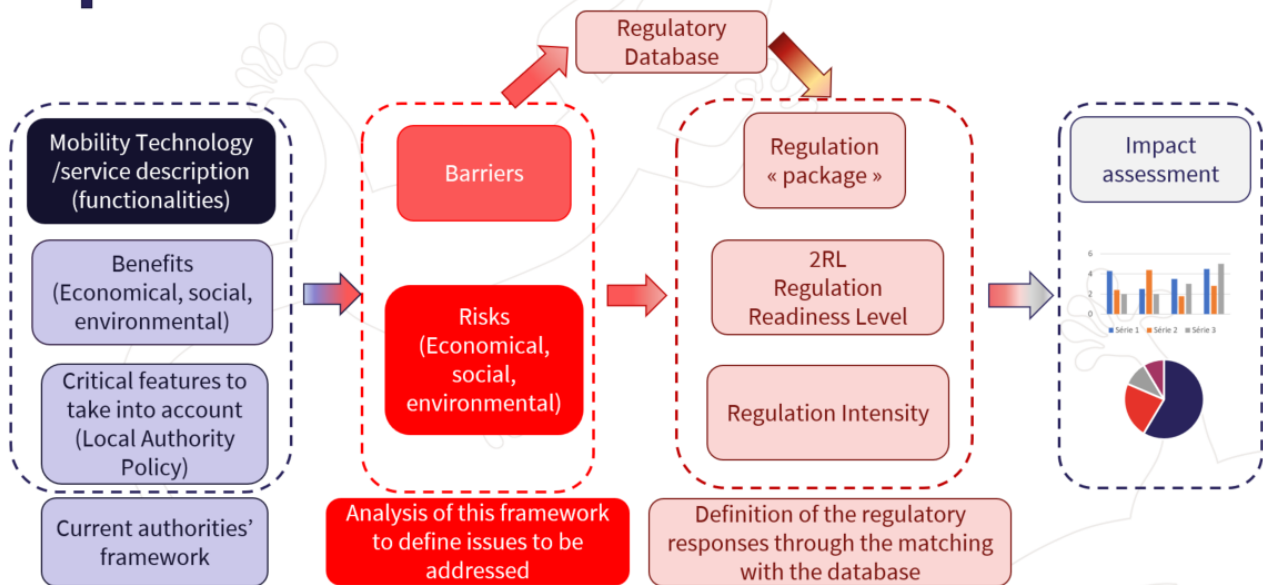 Regulatory
Database
Mobility Technology
/service description
(functionalities)
Benefits
(Economical, social,
environmental)
Critical features to
take into account
(Local Authority
Policy)
Current authorities’
framework
Barriers
Risks
(Economical,
social,
environmental)
Analysis of this framework
to define issues to be
addressed
Regulation
« package »
2RL
Regulation
Readiness Level
Regulation Intensity
Definition of the regulatory
responses through the matching
with the database
Impact
assessment
6
4
2
0
Série 1 Série 2 Série 3